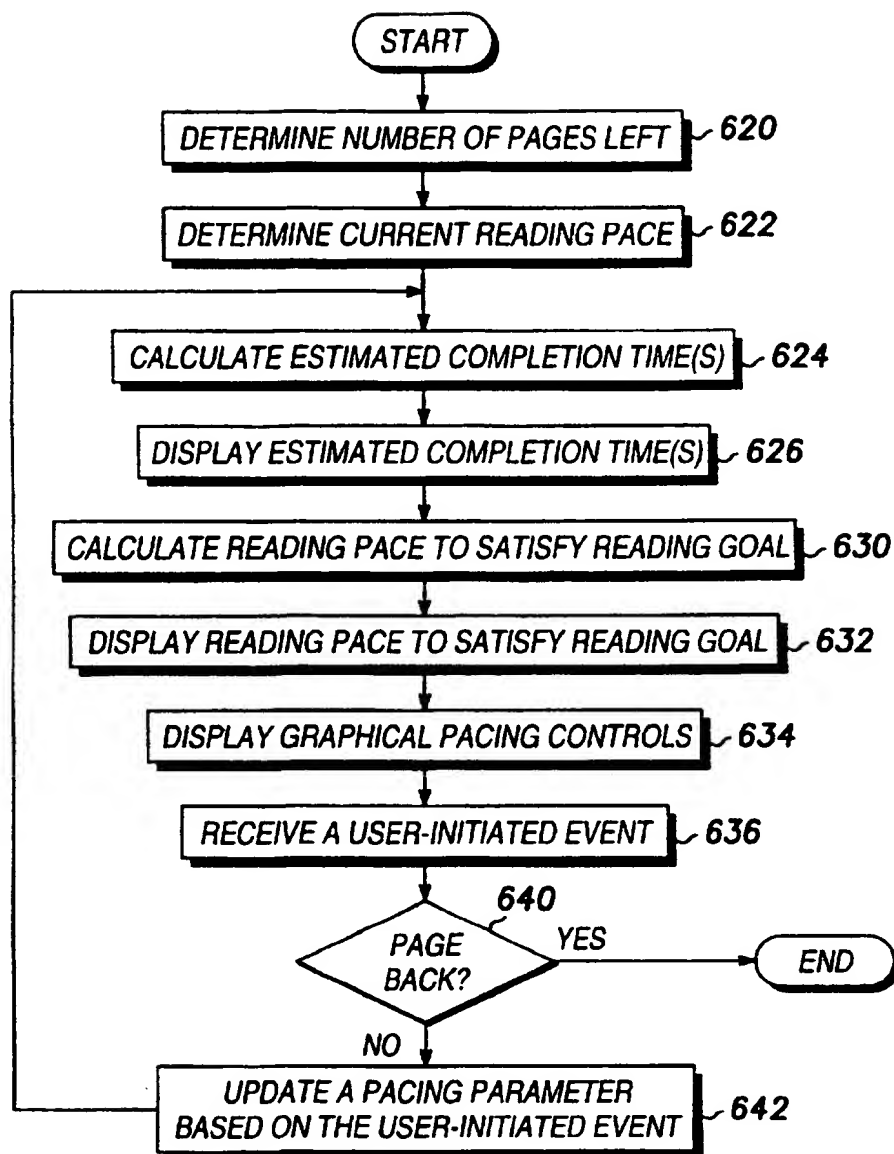 START
DETERMINE NUMBER OF PAGES LEFT 620
DETERMINE CURRENT READING PACE 622
CALCULATE ESTIMATED COMPLETION TIME(S) 624
DISPLAY ESTIMATED COMPLETION TIME(S) 626
CALCULATE READING PACE TO SATISFY READING GOAL 630
DISPLAY READING PACE TO SATISFY READING GOAL 632
DISPLAY GRAPHICAL PACING CONTROLS 634
RECEIVE A USER-INITIATED EVENT 636
640
PAGE
BACK?
YES
END
NO
UPDATE A PACING PARAMETER
BASED ON THE USER-INITIATED EVENT 642